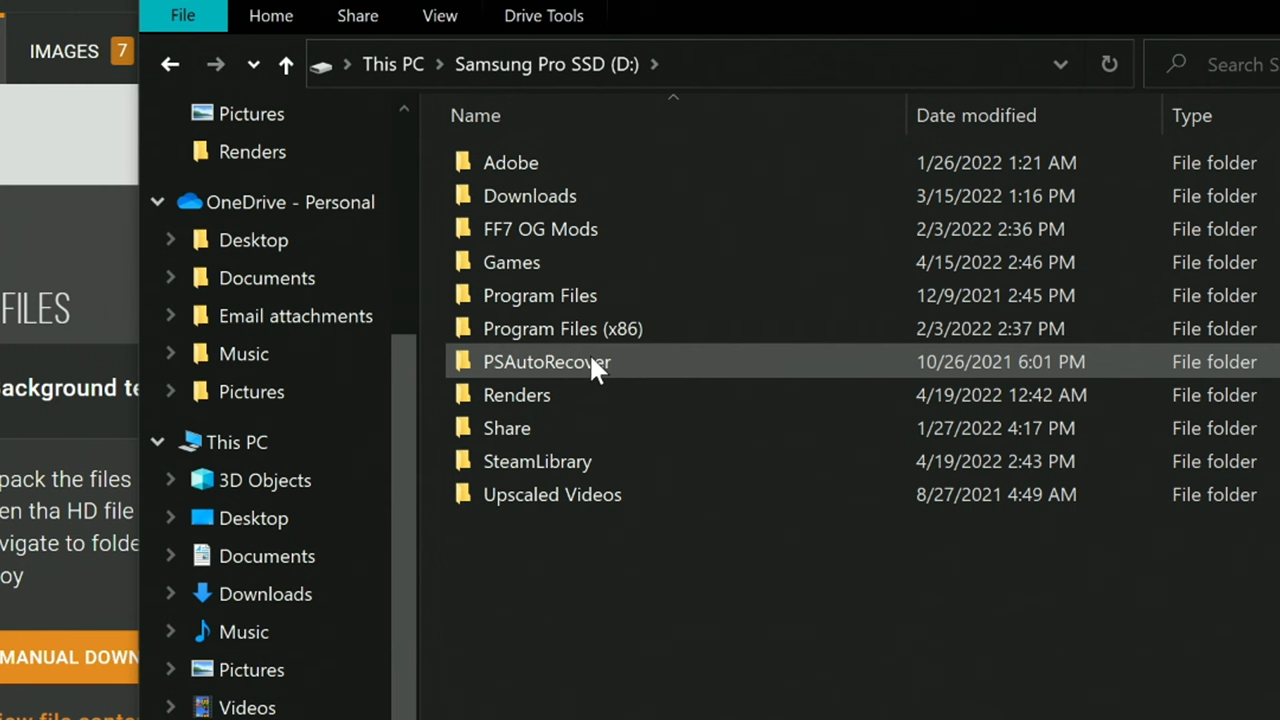 File Home Share View Drive Tools
IMAGES 7
This PC Samsung Pro SSD (D:) Search S
Pictures
Renders
OneDrive - Personal
Desktop
Documents
Email attachments
Music
Pictures
This PC
3D Objects
Desktop
Documents
Downloads
Music
Pictures
Videos
Name Date modified Type
Adobe 1/26/2022 1:21 AM File folder
Downloads 3/15/2022 1:16 PM File folder
FF7 OG Mods 2/3/2022 2:36 PM File folder
Games 4/15/2022 2:46 PM File folder
Program Files 12/9/2021 2:45 PM File folder
Program Files (x86) 2/3/2022 2:37 PM File folder
PSAutoRecover 10/26/2021 6:01 PM File folder
Renders 4/19/2022 12:42 AM File folder
Share 1/27/2022 4:17 PM File folder
SteamLibrary 4/19/2022 2:43 PM File folder
Upscaled Videos 8/27/2021 4:49 AM File folder
FILES
ackground te
pack the files
en tha HD file
vigate to folde
oy
MANUAL DOWN